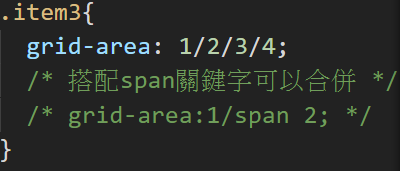 .item3{
grid-area: 1/2/3/4;
/* 搭配span關鍵字可以合併 */
/* grid-area:1/span 2; */
}